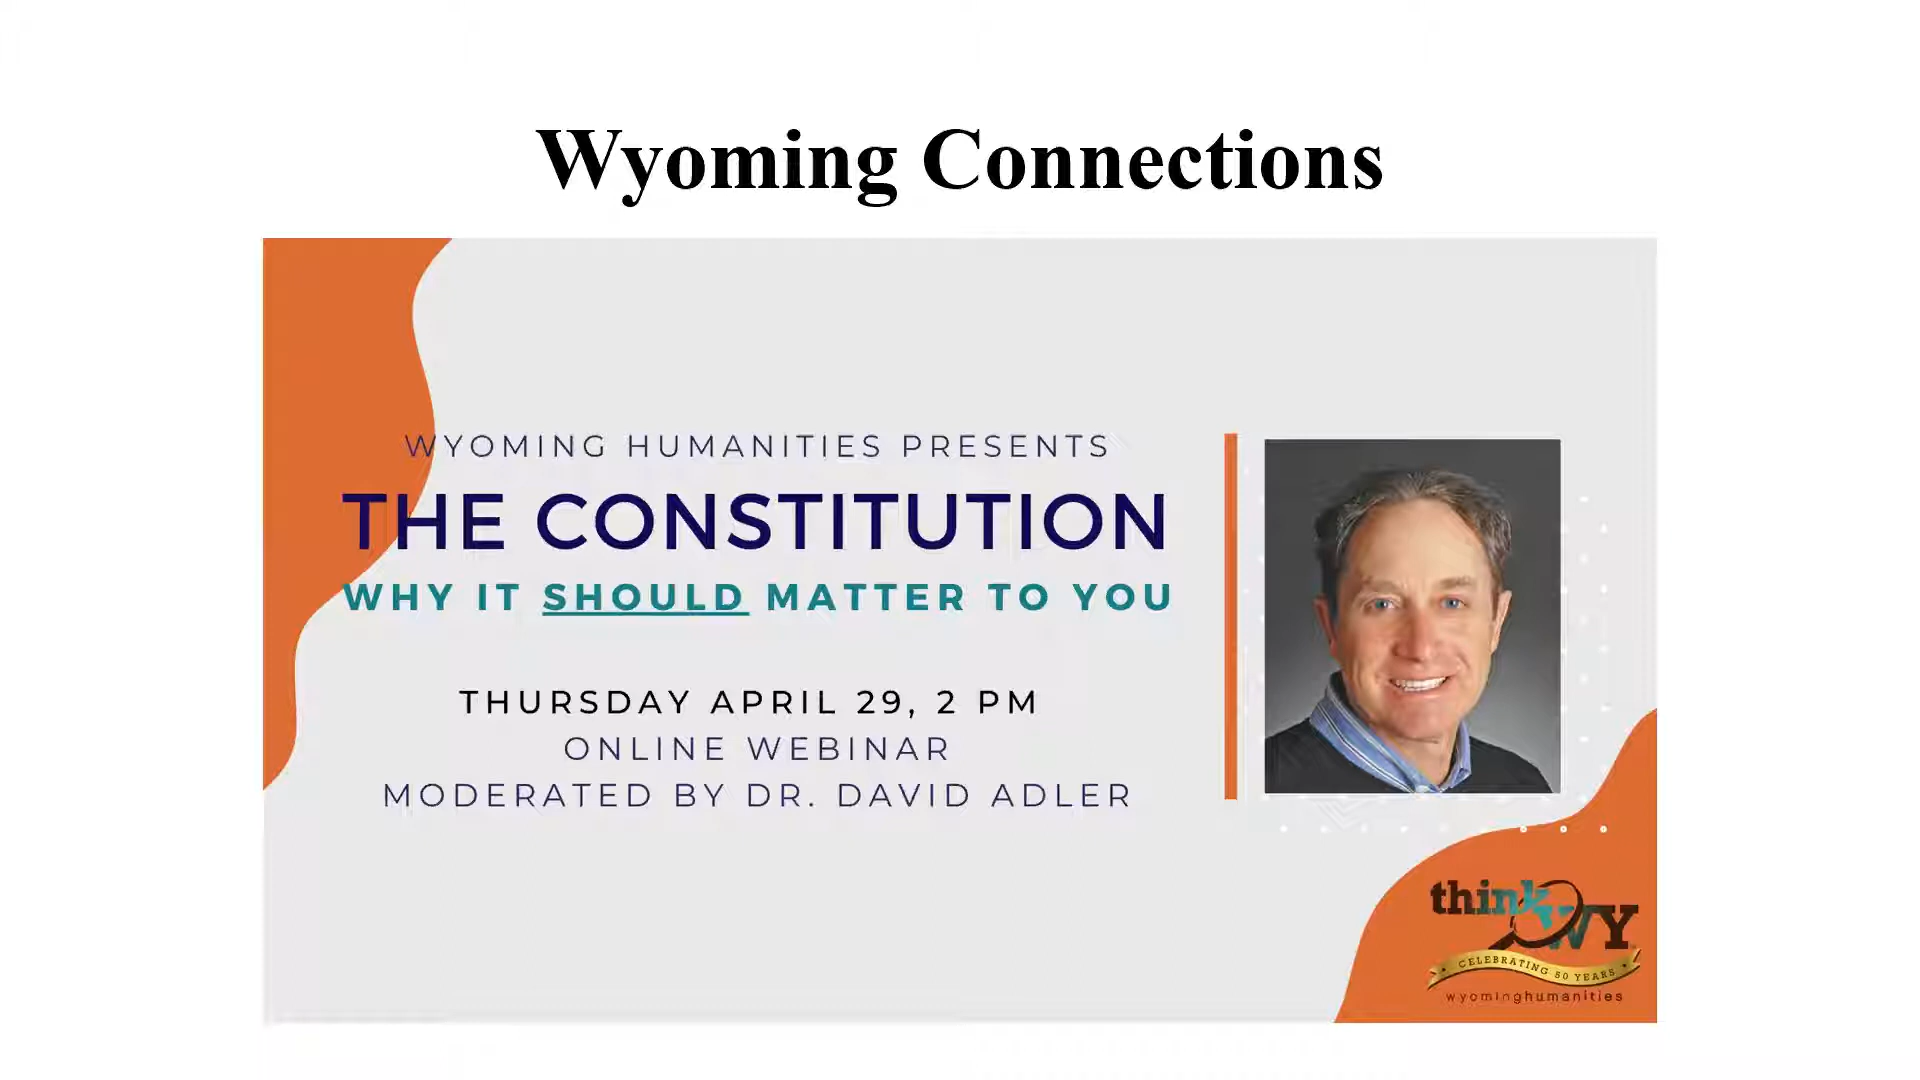 Wyoming Connections
WYOMING HUMANITIES PRESENTS
THE CONSTITUTION
WHY IT SHOULD MATTER TO YOU
THURSDAY APRIL 29, 2 PM
ONLINE WEBINAR
MODERATED BY DR. DAVID ADLER
think
WY
CELEBRATING 50 YEARS
wyominghumanities